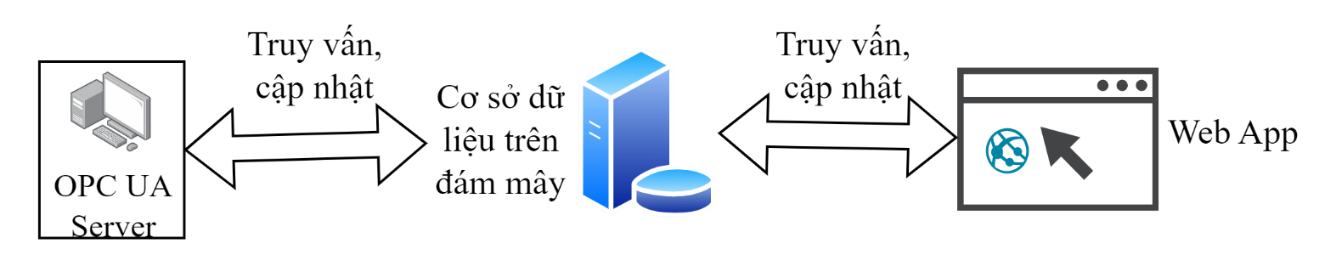 Truy vấn,
cập nhật
OPC UA
Server
Cơ sở dữ
liệu trên
đám mây
Truy vấn,
cập nhật
Web App